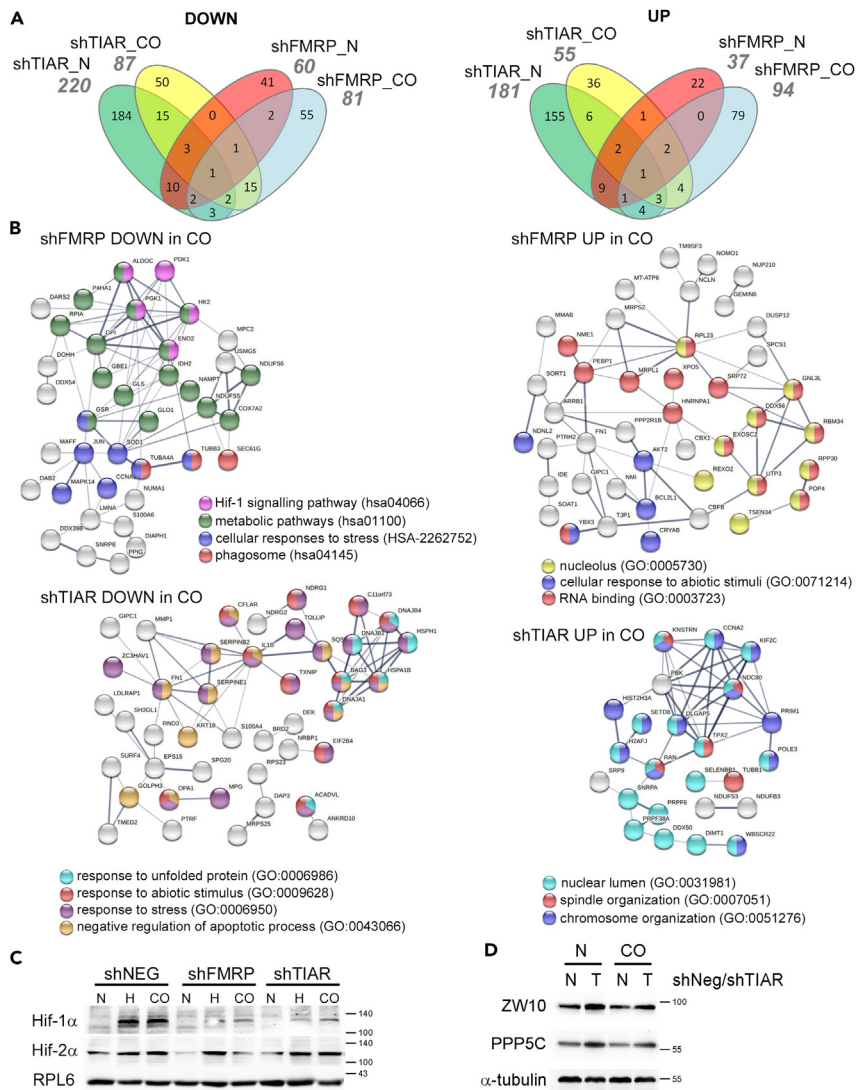 A
DOWN
UP
shTIAR_CO
87
shTIAR_N
220
shFMRP_N
60
shFMRP_CO
81
50
41
184
15
0
2
55
3
1
10
1
15
2
2
3
shTIAR_CO
55
shTIAR_N
181
shFMRP_N
37
shFMRP_CO
94
36
22
155
6
1
0
79
2
2
9
1
4
1
3
4
B
shFMRP DOWN in CO
ALDOC
PDK1
P4HA1
DARS2
PGK1
HK2
RPIA
GPI
ENO2
MPC2
DOHH
USMG5
GBE1
IDH2
NDUFS6
DDX54
GLS
NAMPT
NDUFS5
GSR
GLO1
COX7A2
MAFF
JUN
SOD1
TUBB3
SEC61G
TUBA4A
DAB2
MAPK14
NUMA1
LMNA
S100A6
DDX39B
DIAPH1
SNRPE
PPIG
Hif-1 signalling pathway (hsa04066)
metabolic pathways (hsa01100)
cellular responses to stress (HSA-2262752)
phagosome (hsa04145)
shFMRP UP in CO
TM9SF3
NOMO1
NUP210
MT-ATP6
NCLN
GEMIN6
MMAB
MRPS2
DUSP12
NME1
RPL23
SPCS1
PEBP1
XPO5
SRP72
SORT1
MRPL1
GNL3L
ARRB1
HNRNPA1
DDX56
RBM34
PPP2R1B
NDNL2
PTRH2
FN1
CBX1
EXOSC2
AKT2
REXO2
UTP3
RPP30
IDE
GIPC1
NMI
POP4
SOAT1
BCL2L1
TJP1
CBFB
TSEN34
YBX3
CRYAB
nucleolus (GO:0005730)
cellular response to abiotic stimuli (GO:0071214)
RNA binding (GO:0003723)
shTIAR DOWN in CO
NDRG1
C11orf73
CFLAR
GIPC1
MMP1
NDRG2
TOLLIP
DNAJB4
SERPINB2
IL1B
DNAJB1
HSPH1
ZC3HAV1
FN1
SERPINE1
TXNIP
BAG3
HSPA1B
LDLRAP1
DNAJA1
SH3GL1
RND3
KRT18
S100A4
DEK
BRD2
NRBP1
EIF2B4
SURF4
EPS15
SPG20
RPS23
GOLPH3
OPA1
MPG
DAP3
ACADVL
TMED2
PTRF
MRPS25
ANKRD10
response to unfolded protein (GO:0006986)
response to abiotic stimulus (GO:0009628)
response to stress (GO:0006950)
negative regulation of apoptotic process (GO:0043066)
shTIAR UP in CO
KNSTRN
CCNA2
KIF2C
PBK
NDC80
HIST2H3A
SETD8
DLGAP5
PRIM1
H2AFJ
TPX2
POLE3
RAN
SRP9
SELENBP1
TUBB1
SNRPA
NDUFS3
NDUFB3
PRPF6
PRPF38A
DDX50
DIMT1
WBSCR22
nuclear lumen (GO:0031981)
spindle organization (GO:0007051)
chromosome organization (GO:0051276)
C
shNEG
shFMRP
shTIAR
N H CO N H CO N H CO
Hif-1α
140
100
Hif-2α
140
100
RPL6
43
D
N
CO
N T N T shNeg/shTIAR
ZW10
100
PPP5C
55
α-tubulin
55